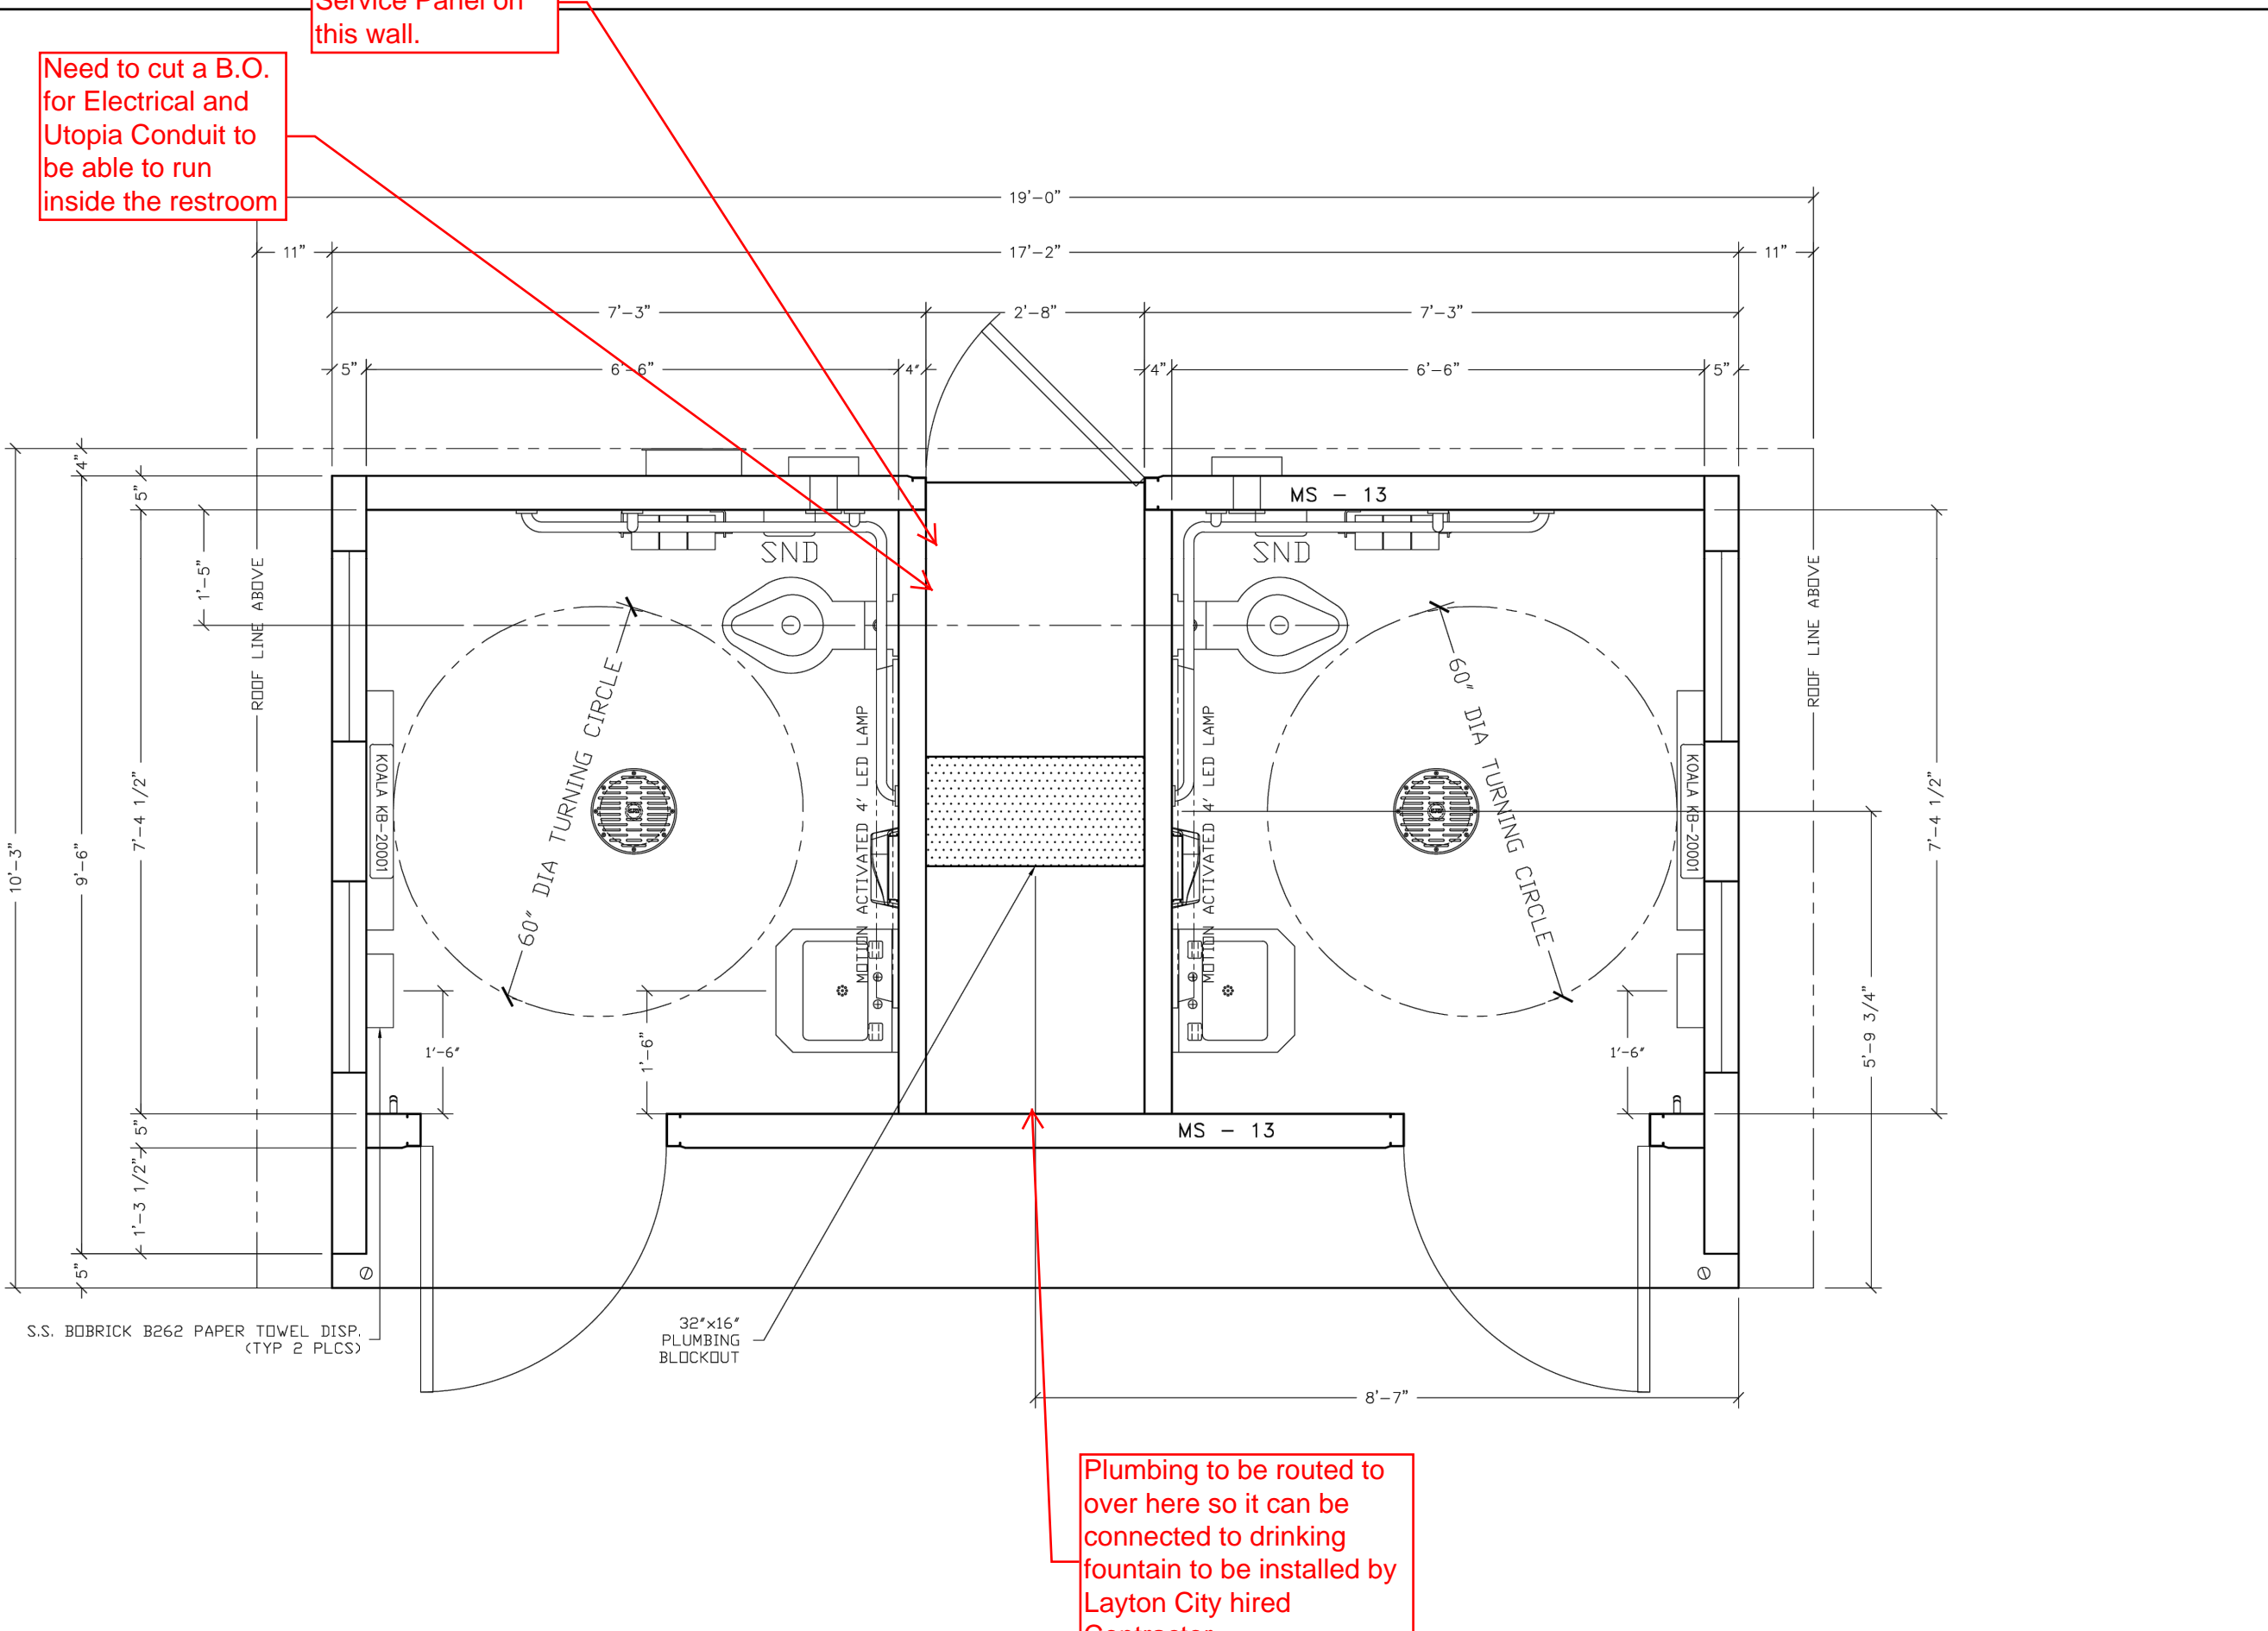 Service Panel on
this wall.
Need to cut a B.O.
for Electrical and
Utopia Conduit to
be able to run
inside the restroom
19'-0"
11"
17'-2"
11"
7'-3"
2'-8"
7'-3"
5"
6'-6"
4"
4"
6'-6"
5"
4"
5"
MS - 13
SND
SND
1'-5"
ROOF LINE ABOVE
ROOF LINE ABOVE
60" DIA TURNING CIRCLE
60" DIA TURNING CIRCLE
MOTION ACTIVATED 4' LED LAMP
MOTION ACTIVATED 4' LED LAMP
KOALA KB-20001
KOALA KB-20001
10'-3"
9'-6"
7'-4 1/2"
7'-4 1/2"
5'-9 3/4"
1'-6"
1'-6"
1'-6"
5"
MS - 13
1'-3 1/2"
5"
S.S. BOBRICK B262 PAPER TOWEL DISP.
(TYP 2 PLCS)
32"x16"
PLUMBING
BLOCKOUT
8'-7"
Plumbing to be routed to
over here so it can be
connected to drinking
fountain to be installed by
Layton City hired
Contractor